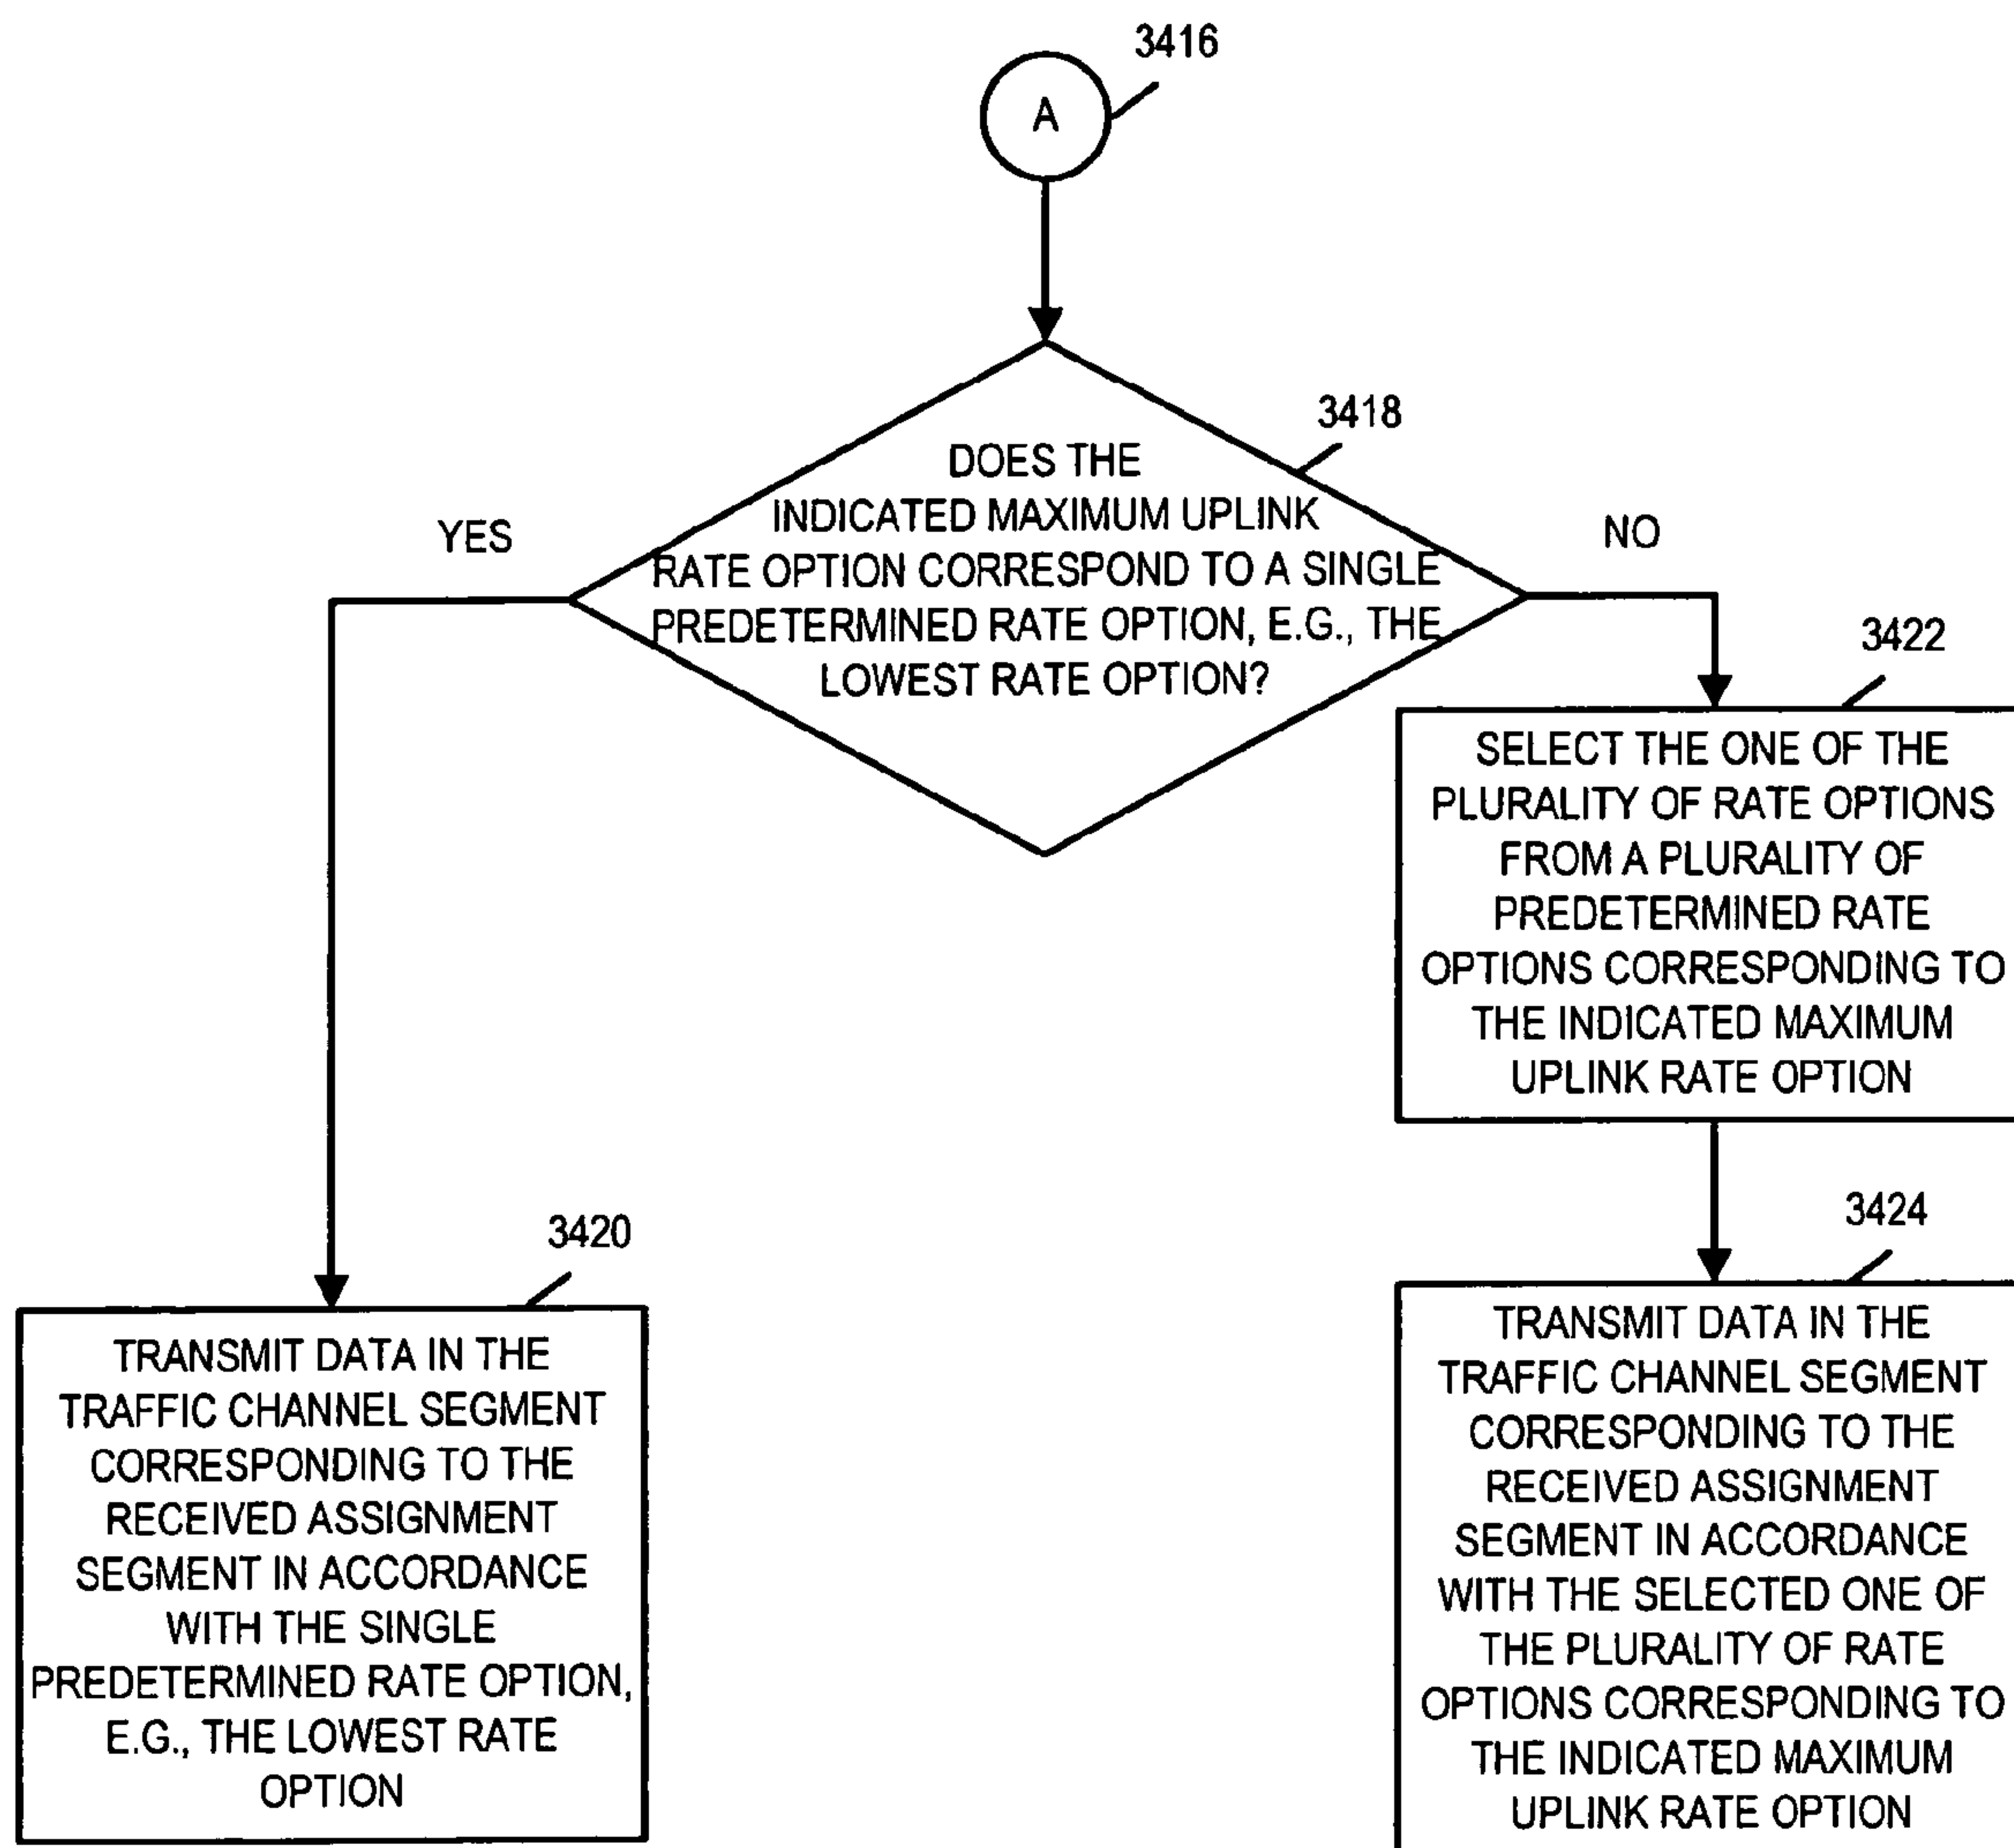 3416
A
3418
DOES THE
INDICATED MAXIMUM UPLINK
RATE OPTION CORRESPOND TO A SINGLE
PREDETERMINED RATE OPTION, E.G., THE
LOWEST RATE OPTION?
YES
NO
3422
SELECT THE ONE OF THE
PLURALITY OF RATE OPTIONS
FROM A PLURALITY OF
PREDETERMINED RATE
OPTIONS CORRESPONDING TO
THE INDICATED MAXIMUM
UPLINK RATE OPTION
3420
TRANSMIT DATA IN THE
TRAFFIC CHANNEL SEGMENT
CORRESPONDING TO THE
RECEIVED ASSIGNMENT
SEGMENT IN ACCORDANCE
WITH THE SINGLE
PREDETERMINED RATE OPTION,
E.G., THE LOWEST RATE
OPTION
3424
TRANSMIT DATA IN THE
TRAFFIC CHANNEL SEGMENT
CORRESPONDING TO THE
RECEIVED ASSIGNMENT
SEGMENT IN ACCORDANCE
WITH THE SELECTED ONE OF
THE PLURALITY OF RATE
OPTIONS CORRESPONDING TO
THE INDICATED MAXIMUM
UPLINK RATE OPTION